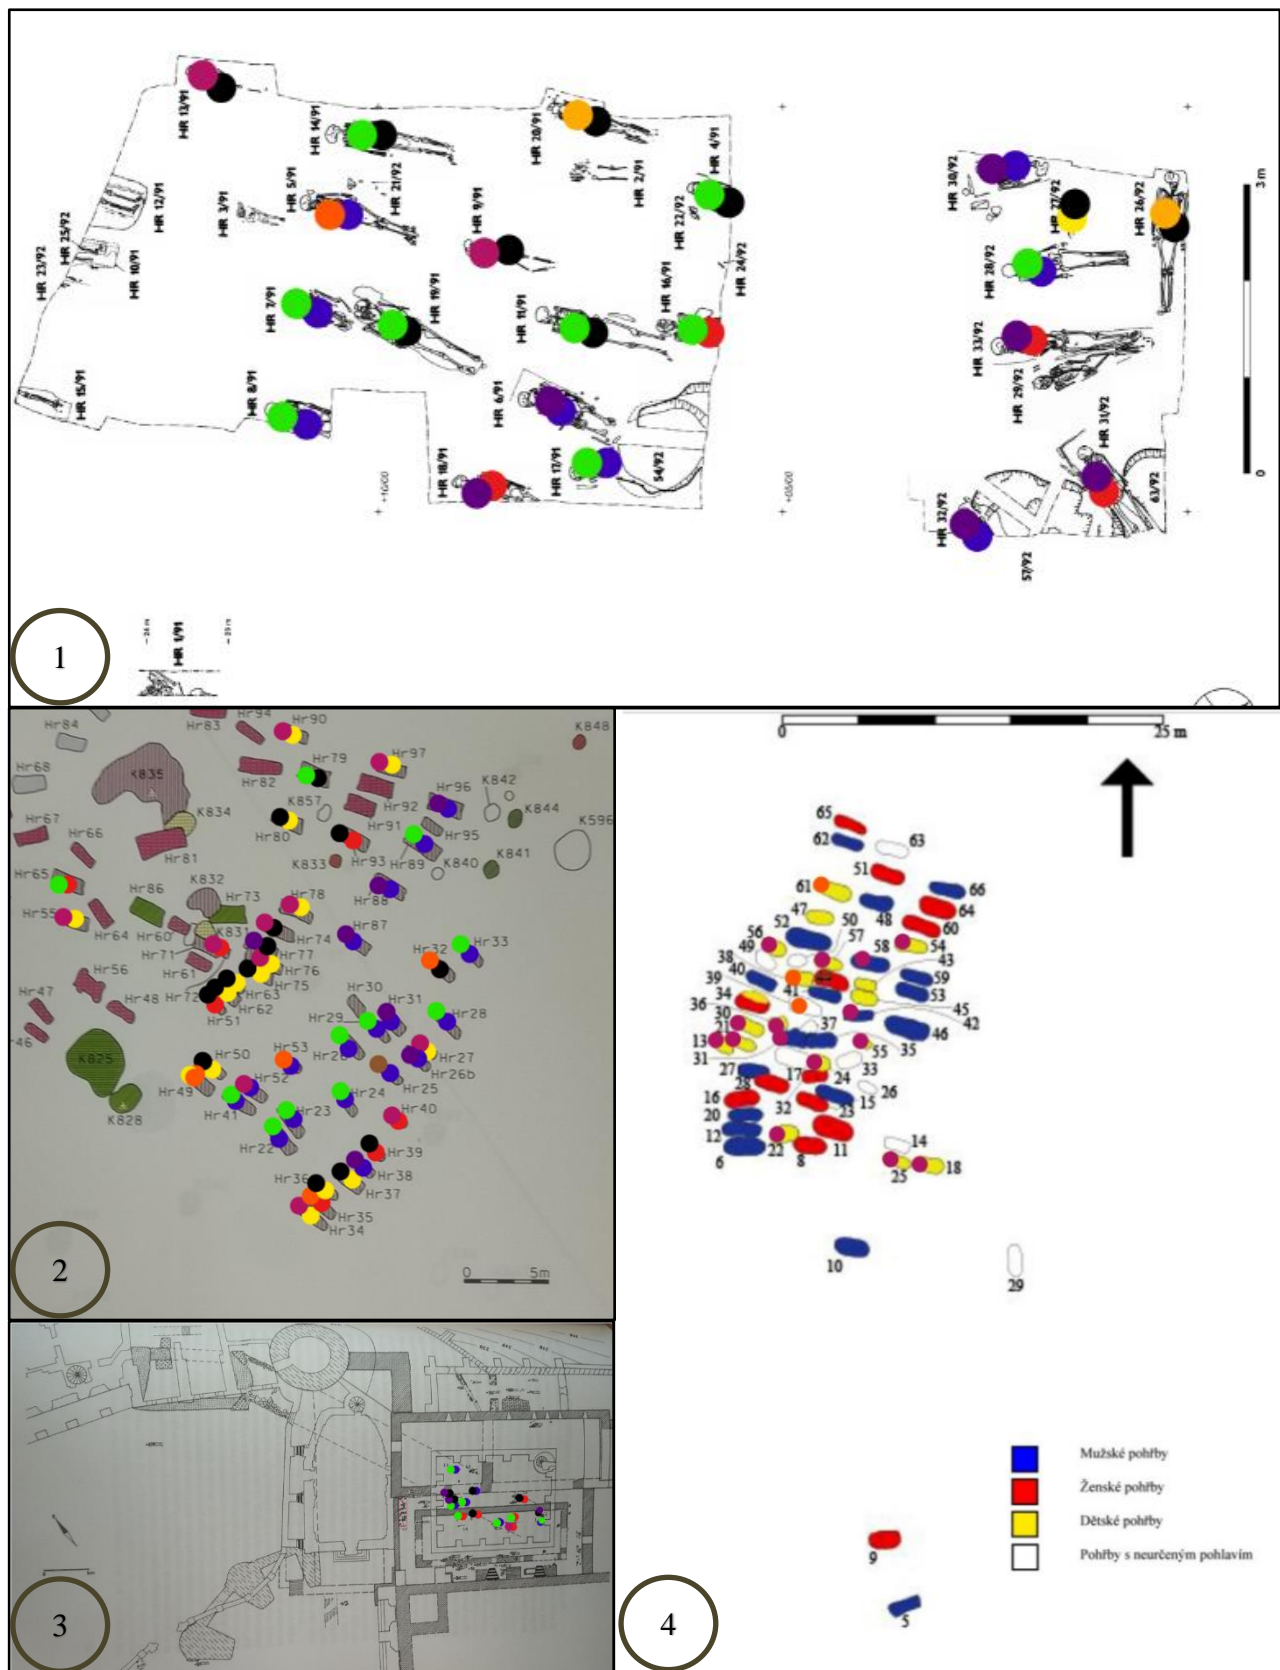 HR 13/91
HR 14/91
HR 20/91
HR 4/91
HR 12/91
HR 3/91
HR 5/91
HR 21/92
HR 9/91
HR 2/91
HR 22/92
HR 24/92
HR 23/92
HR 25/92
HR 10/91
HR 7/91
HR 19/91
HR 11/91
HR 16/91
HR 15/91
HR 8/91
HR 6/91
HR 18/91
HR 17/91
54/92
+10/00
+05/00
HR 30/92
HR 27/92
HR 26/92
HR 28/92
HR 33/92
HR 29/92
HR 31/92
HR 32/92
57/92
63/92
3m
0
HR 1/91
1
Hr84
Hr83
Hr94
Hr90
K848
Hr68
K835
Hr82
Hr79
Hr97
Hr96
K842
K844
K834
K857
Hr92
Hr67
Hr66
Hr81
Hr80
Hr91
Hr95
K596
K833
Hr93
Hr89
K840
K841
Hr65
K832
Hr86
Hr73
Hr78
Hr88
Hr55
Hr64
Hr60
K831
Hr74
Hr87
Hr71
Hr77
Hr32
Hr33
Hr61
Hr76
Hr56
Hr75
Hr72
Hr63
Hr62
Hr47
Hr48
Hr51
Hr30
Hr31
Hr29
Hr28
46
K825
Hr50
Hr53
Hr27
Hr26b
Hr49
Hr52
Hr25
K828
Hr41
Hr24
Hr23
Hr40
Hr22
Hr39
Hr36
Hr38
Hr37
Hr35
Hr34
0 5m
2
3
0 25 m
65
62
63
51
66
61
64
47
50
48
52
60
56
57
49
58
54
38
43
40
39
59
41
53
34
36
45
30
42
21
37
46
13
35
31
55
33
27
17
24
28
26
16
15
32
20
23
12
14
6
22
8
11
25
18
10
29
9
5
Mužské pohřby
Ženské pohřby
Dětské pohřby
Pohřby s neurčeným pohlavím
4